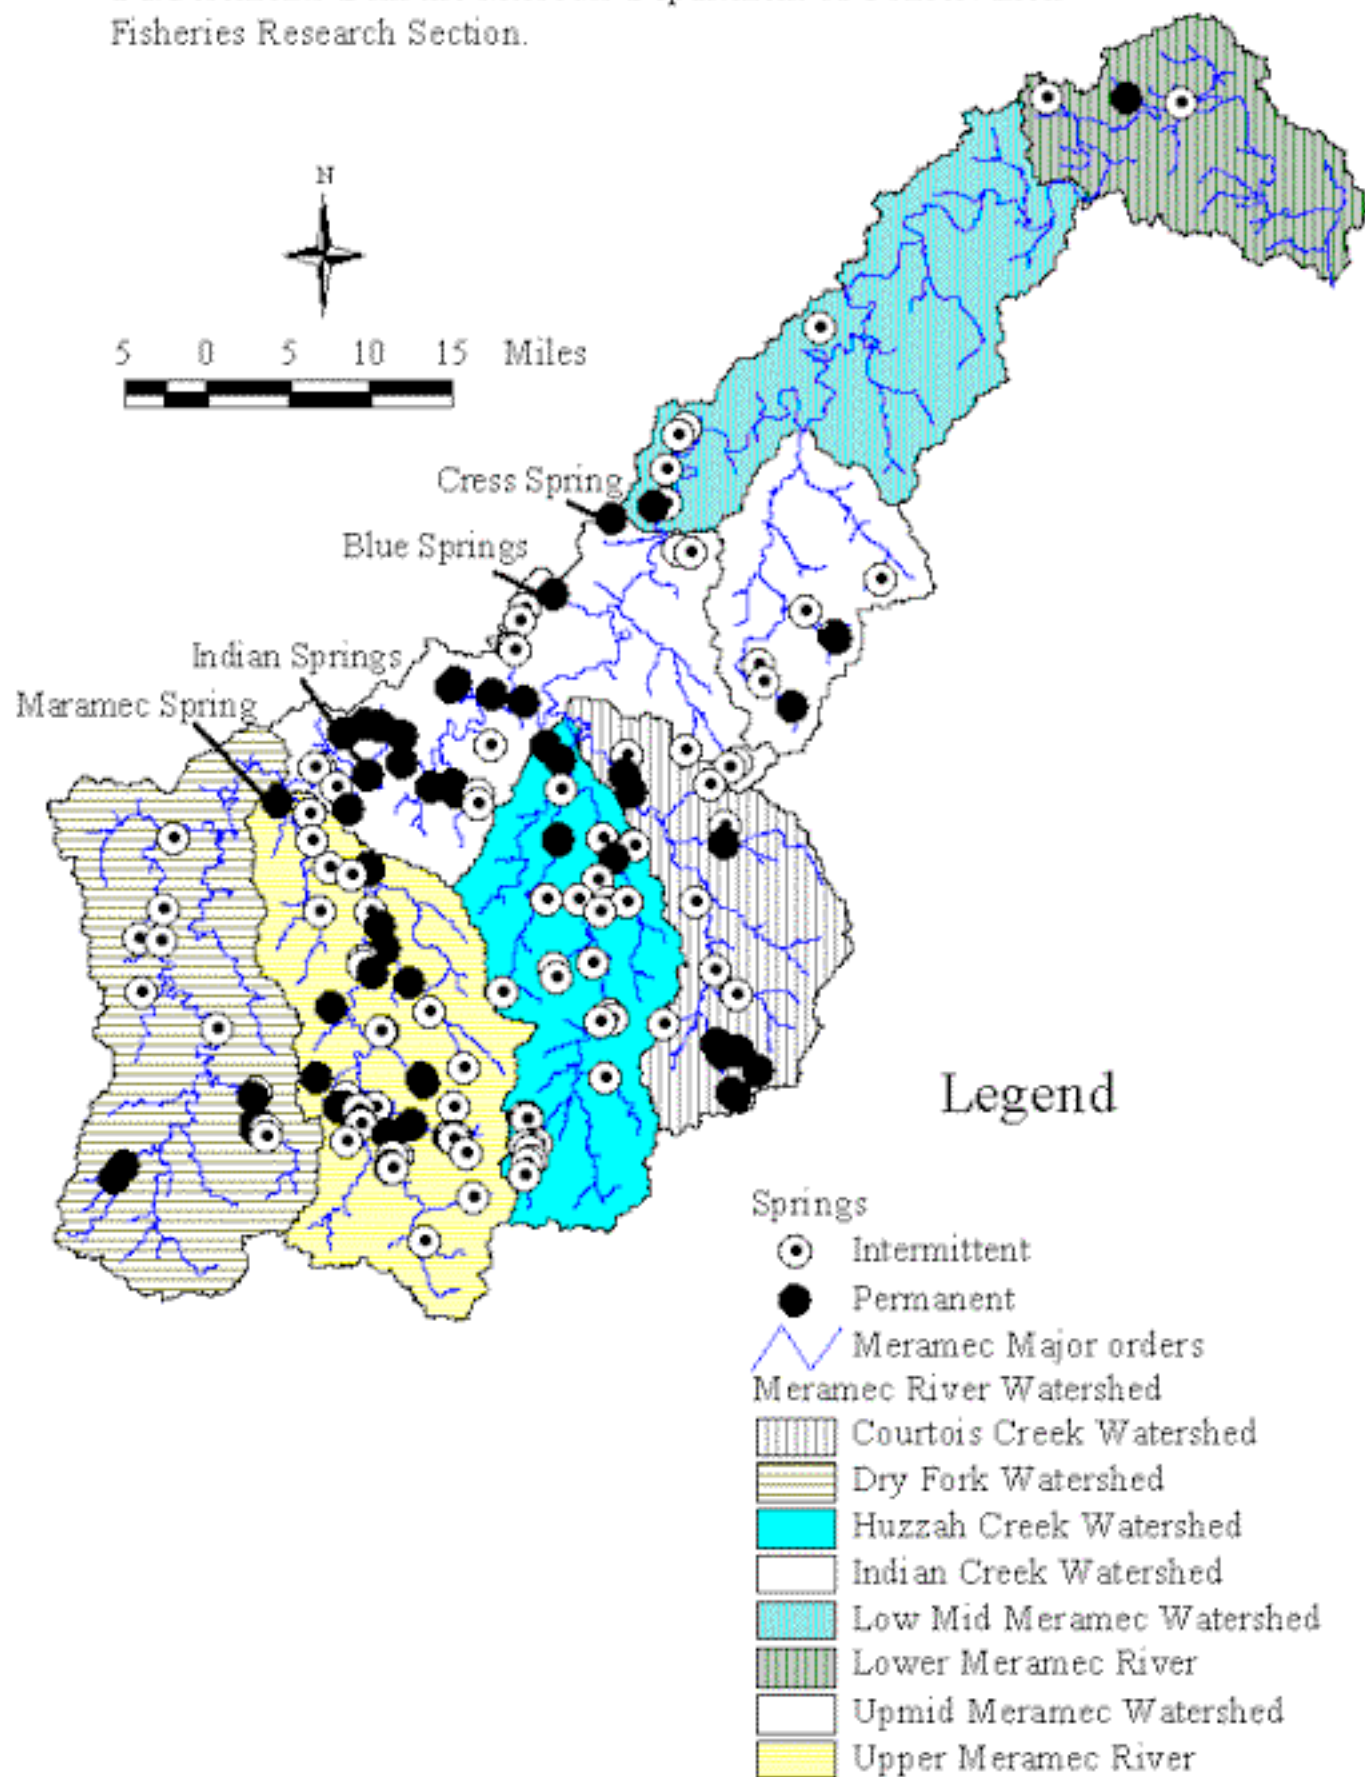 Fisheries Research Section.
N
5 0 5 10 15 Miles
Cress Spring
Blue Springs
Indian Springs
Maramec Spring
Legend
Springs
Intermittent
Permanent
Meramec Major orders
Meramec River Watershed
Courtois Creek Watershed
Dry Fork Watershed
Huzzah Creek Watershed
Indian Creek Watershed
Low Mid Meramec Watershed
Lower Meramec River
Upmid Meramec Watershed
Upper Meramec River